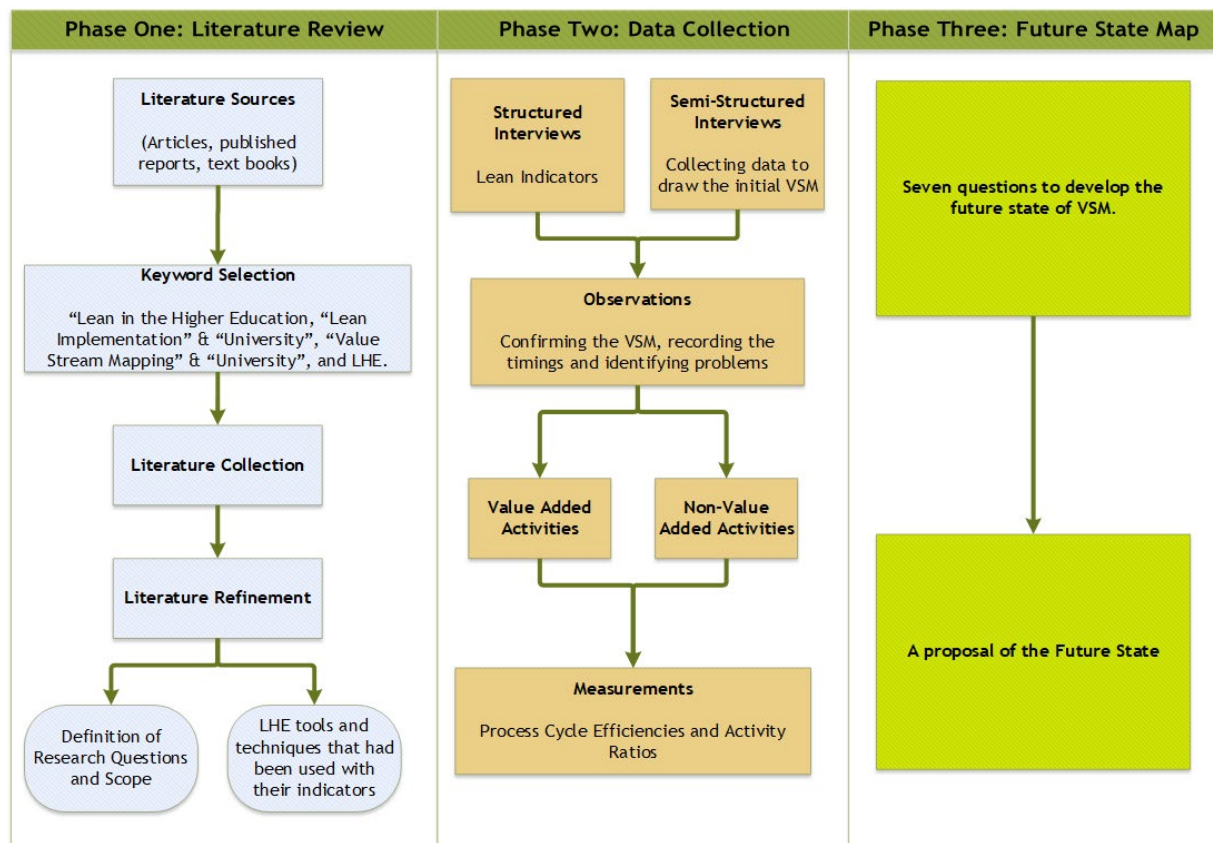 Phase One: Literature Review
Literature Sources
(Articles, published
reports, text books)
Keyword Selection
“Lean in the Higher Education, “Lean
Implementation” & “University”, “Value
Stream Mapping” & “University”, and LHE.
Literature Collection
Literature Refinement
Definition of
Research Questions
and Scope
LHE tools and
techniques that had
been used with
their indicators
Phase Two: Data Collection
Structured
Interviews
Lean Indicators
Semi-Structured
Interviews
Collecting data to
draw the initial VSM
Observations
Confirming the VSM, recording the
timings and identifying problems
Value Added
Activities
Non-Value
Added Activities
Measurements
Process Cycle Efficiencies and Activity
Ratios
Phase Three: Future State Map
Seven questions to develop the
future state of VSM.
A proposal of the Future State